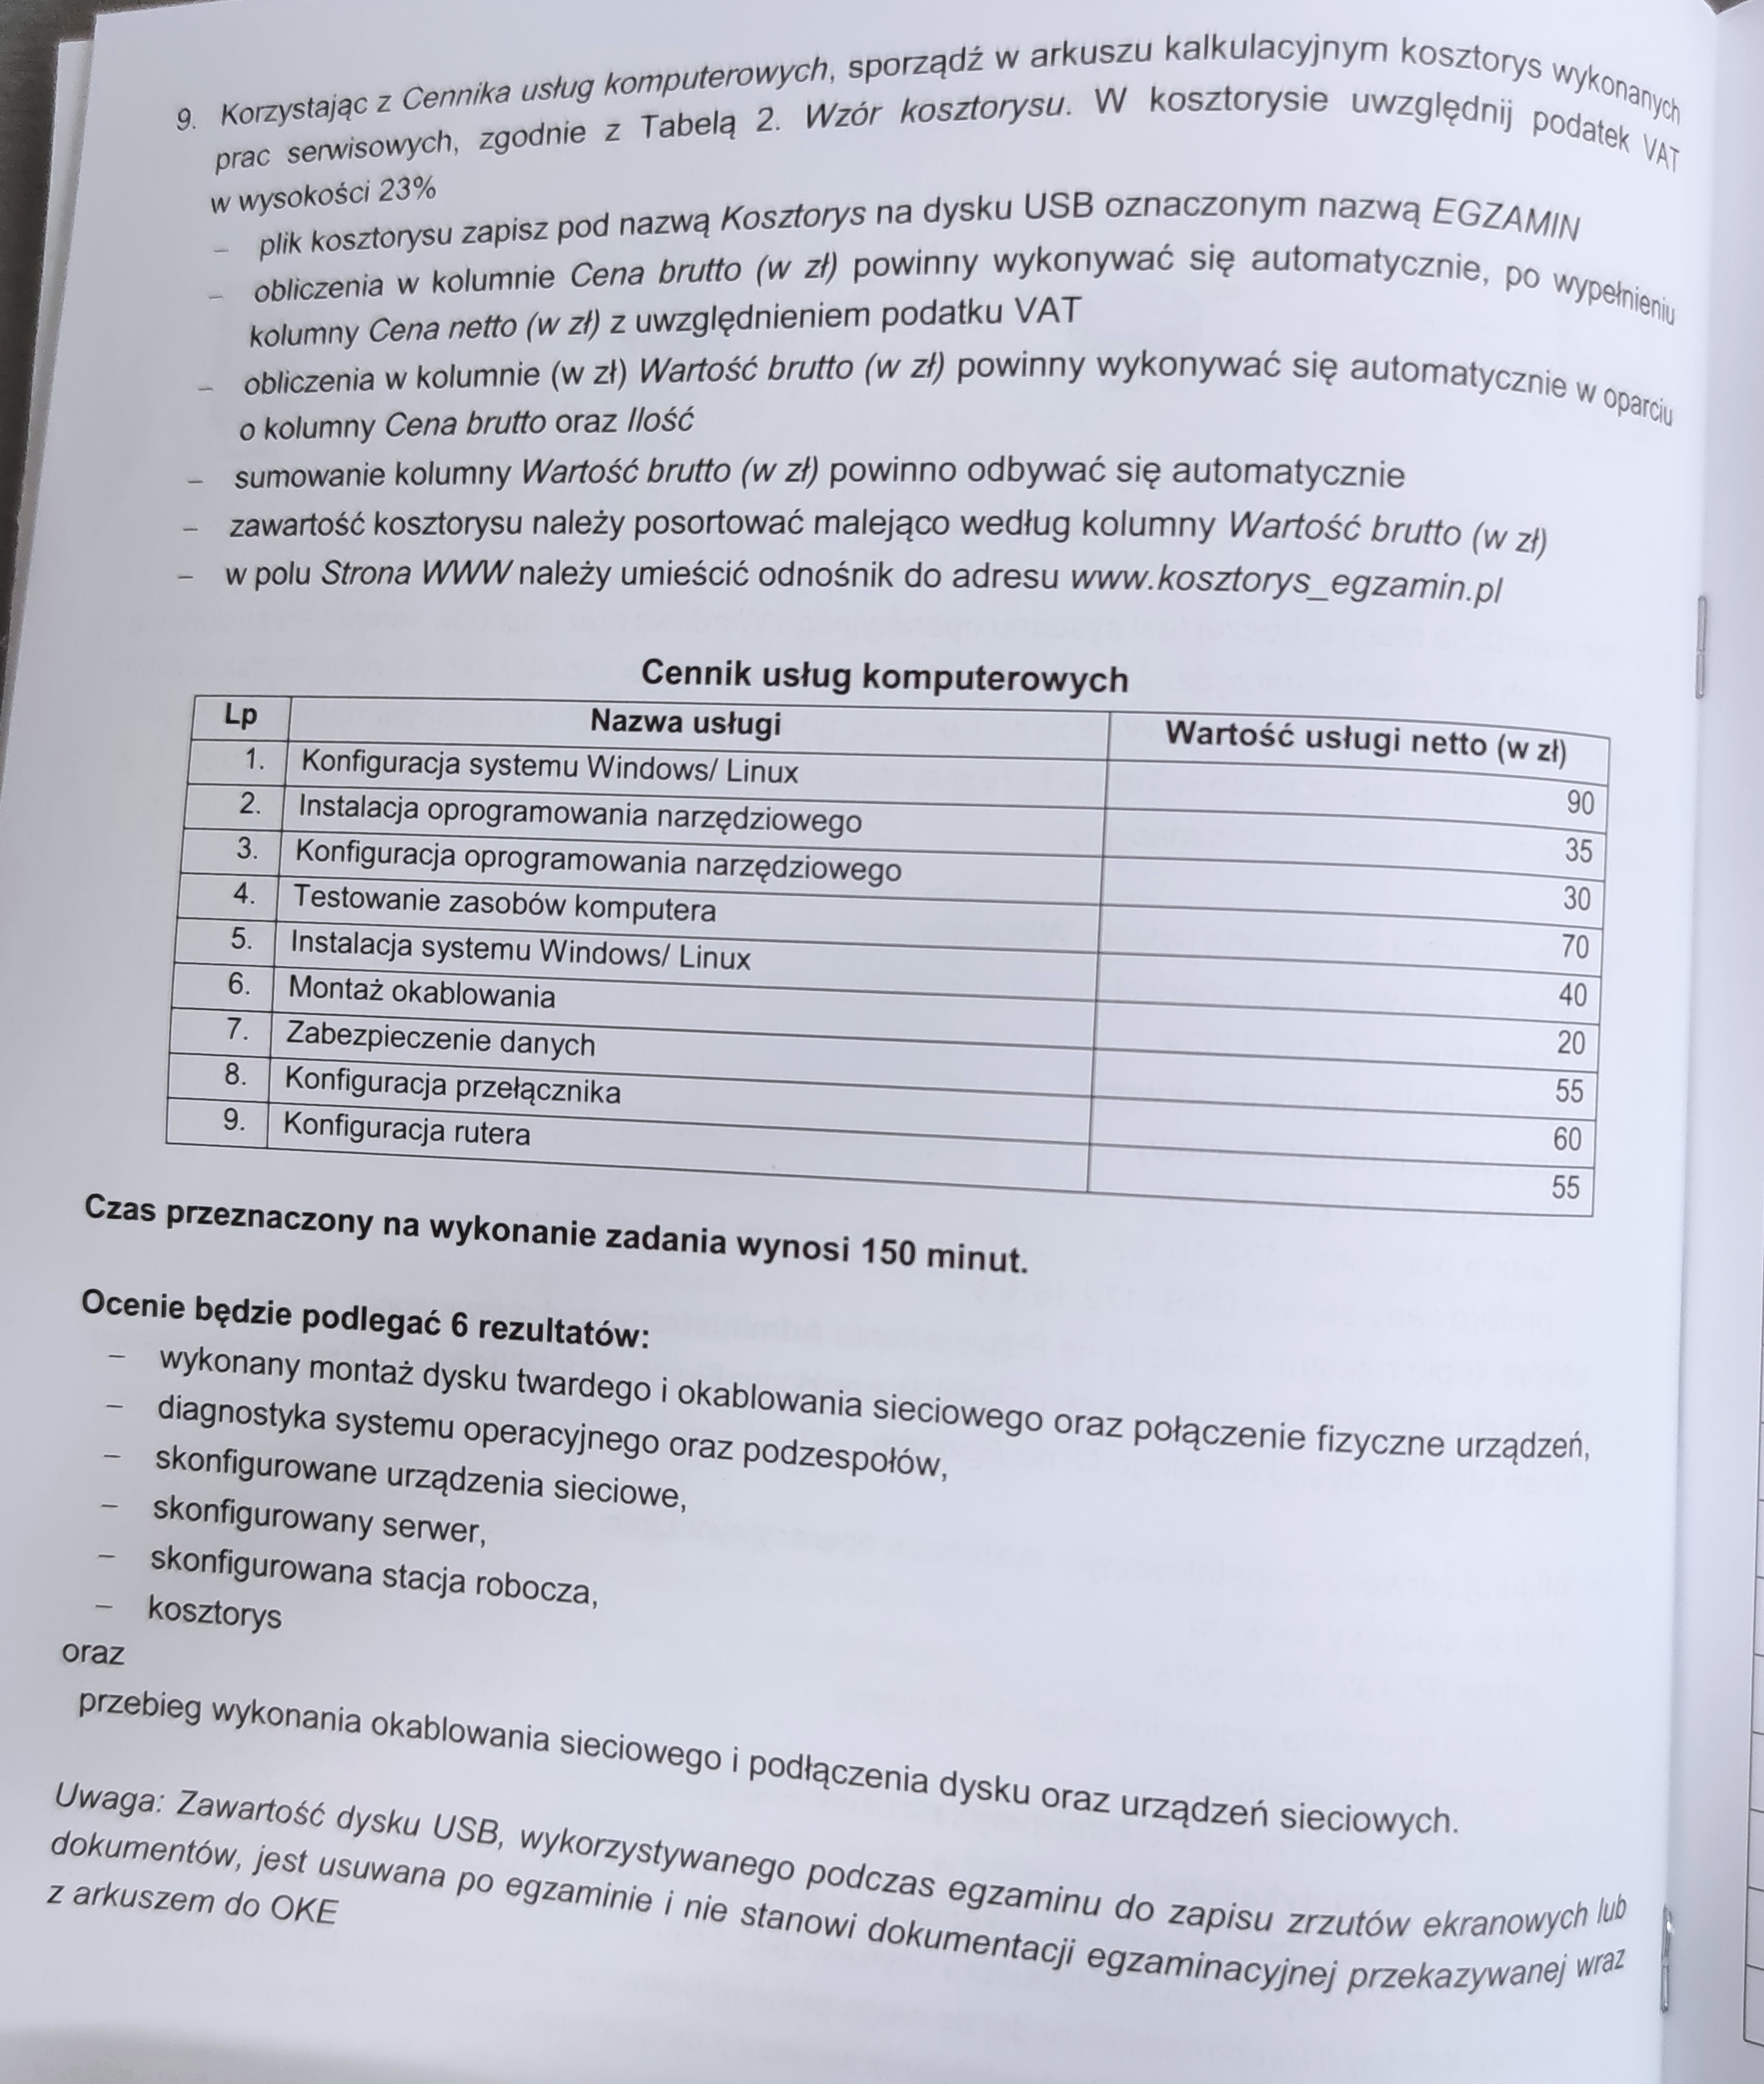 9. Korzystając z Cennika usług komputerowych, sporządź w arkuszu kalkulacyjnym kosztorys wykonanych
prac serwisowych, zgodnie z Tabelą 2. Wzór kosztorysu. W kosztorysie uwzględnij podatek VAT
w wysokości 23%
– plik kosztorysu zapisz pod nazwą Kosztorys na dysku USB oznaczonym nazwą EGZAMIN
– obliczenia w kolumnie Cena brutto (w zł) powinny wykonywać się automatycznie, po wypełnieniu
kolumny Cena netto (w zł) z uwzględnieniem podatku VAT
– obliczenia w kolumnie (w zł) Wartość brutto (w zł) powinny wykonywać się automatycznie w oparciu
o kolumny Cena brutto oraz Ilość
– sumowanie kolumny Wartość brutto (w zł) powinno odbywać się automatycznie
– zawartość kosztorysu należy posortować malejąco według kolumny Wartość brutto (w zł)
– w polu Strona WWW należy umieścić odnośnik do adresu www.kosztorys_egzamin.pl
Cennik usług komputerowych
Lp Nazwa usługi Wartość usługi netto (w zł)
1. Konfiguracja systemu Windows/ Linux 90
2. Instalacja oprogramowania narzędziowego 35
3. Konfiguracja oprogramowania narzędziowego 30
4. Testowanie zasobów komputera 70
5. Instalacja systemu Windows/ Linux 40
6. Montaż okablowania 20
7. Zabezpieczenie danych 55
8. Konfiguracja przełącznika 60
9. Konfiguracja rutera 55
Czas przeznaczony na wykonanie zadania wynosi 150 minut.
Ocenie będzie podlegać 6 rezultatów:
– wykonany montaż dysku twardego i okablowania sieciowego oraz połączenie fizyczne urządzeń,
– diagnostyka systemu operacyjnego oraz podzespołów,
– skonfigurowane urządzenia sieciowe,
– skonfigurowany serwer,
– skonfigurowana stacja robocza,
– kosztorys
oraz
przebieg wykonania okablowania sieciowego i podłączenia dysku oraz urządzeń sieciowych.
Uwaga: Zawartość dysku USB, wykorzystywanego podczas egzaminu do zapisu zrzutów ekranowych lub
dokumentów, jest usuwana po egzaminie i nie stanowi dokumentacji egzaminacyjnej przekazywanej wraz
z arkuszem do OKE